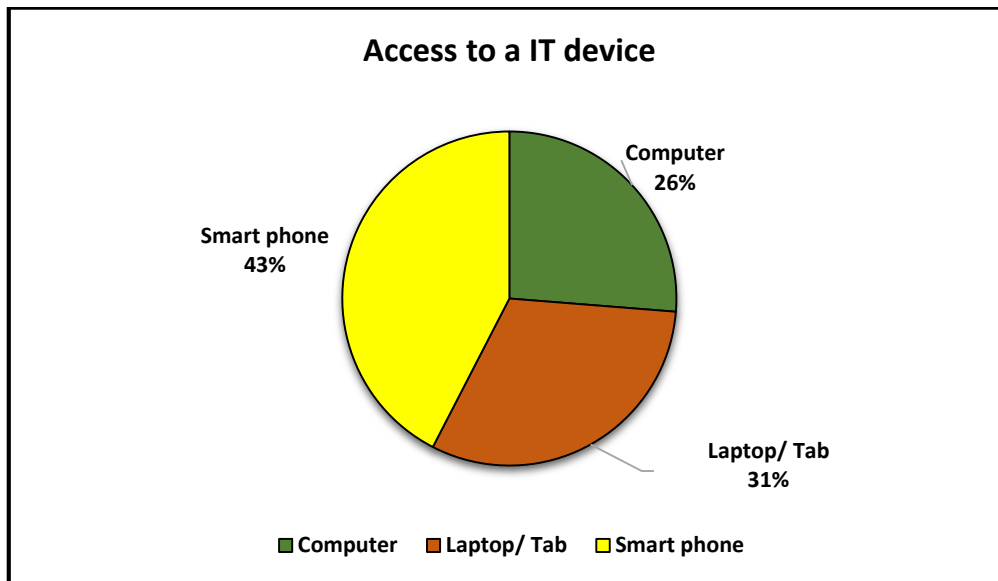 Access to a IT device
Computer
26%
Smart phone
43%
Laptop/ Tab
31%
Computer Laptop/ Tab Smart phone